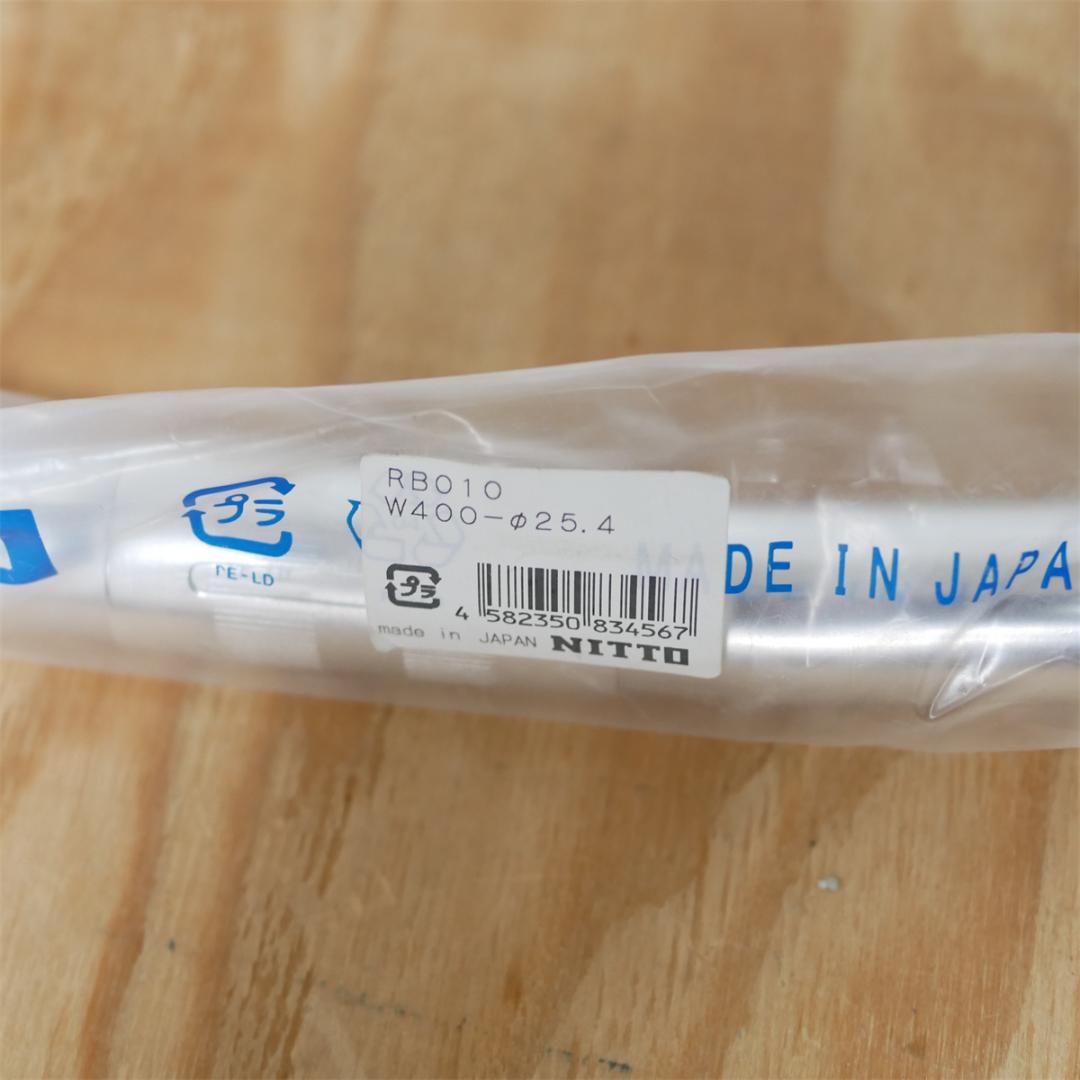 RB010
W400-φ25.4
プラ
4 582350 834567
made in JAPAN NITTO
プラ
PE-LD
MADE IN JAPA